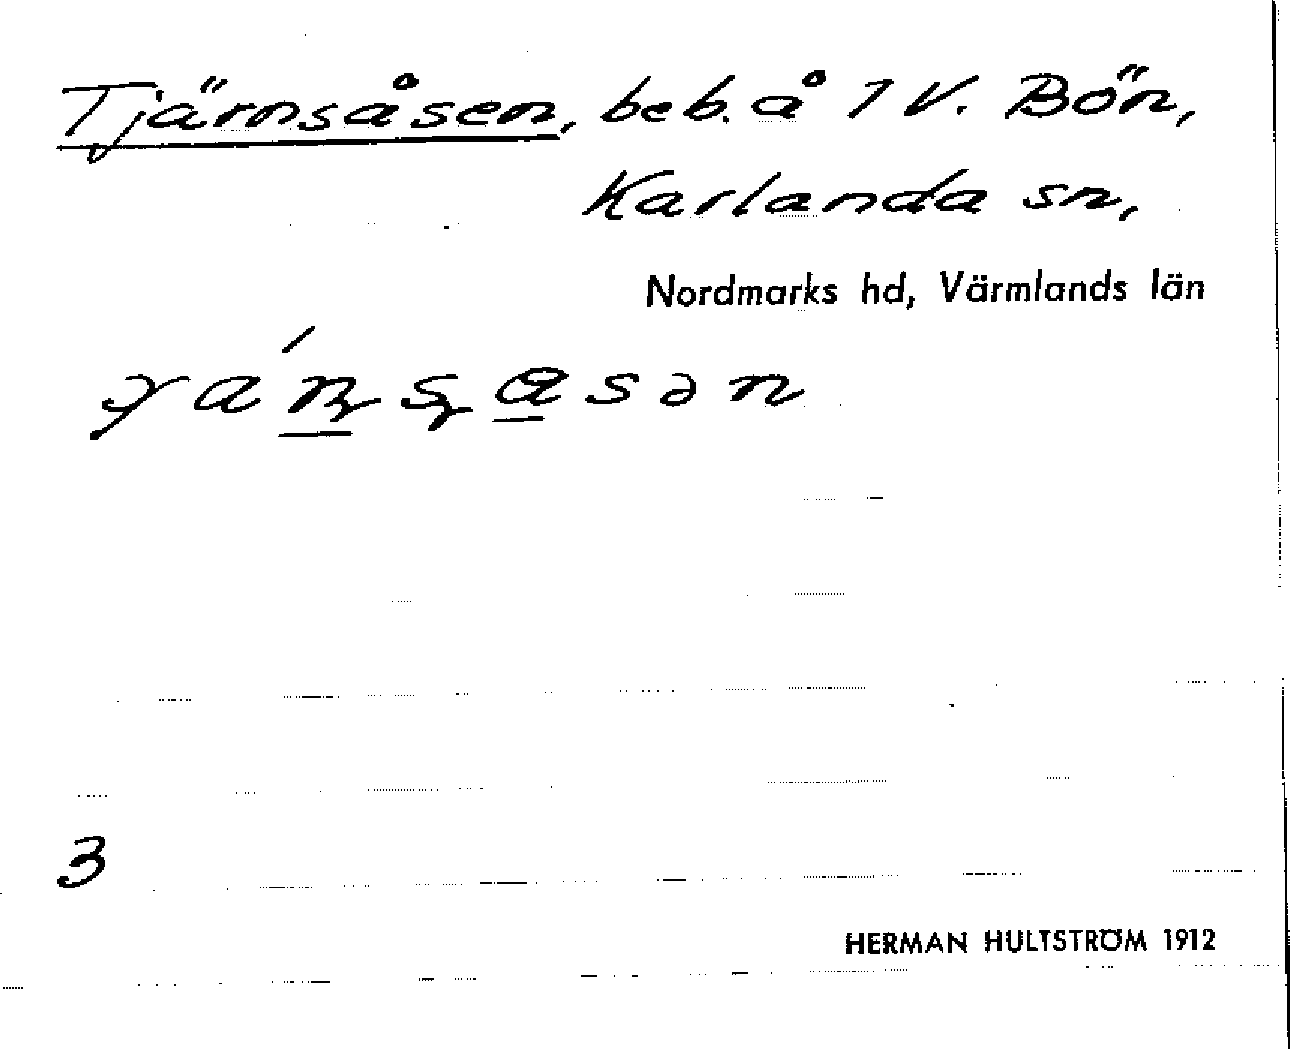 Tjärnsåsen, beb. å 1 V. Bön,
Karlanda sn,
Nordmarks hd, Värmlands län
3
HERMAN HULTSTRÖM 1912